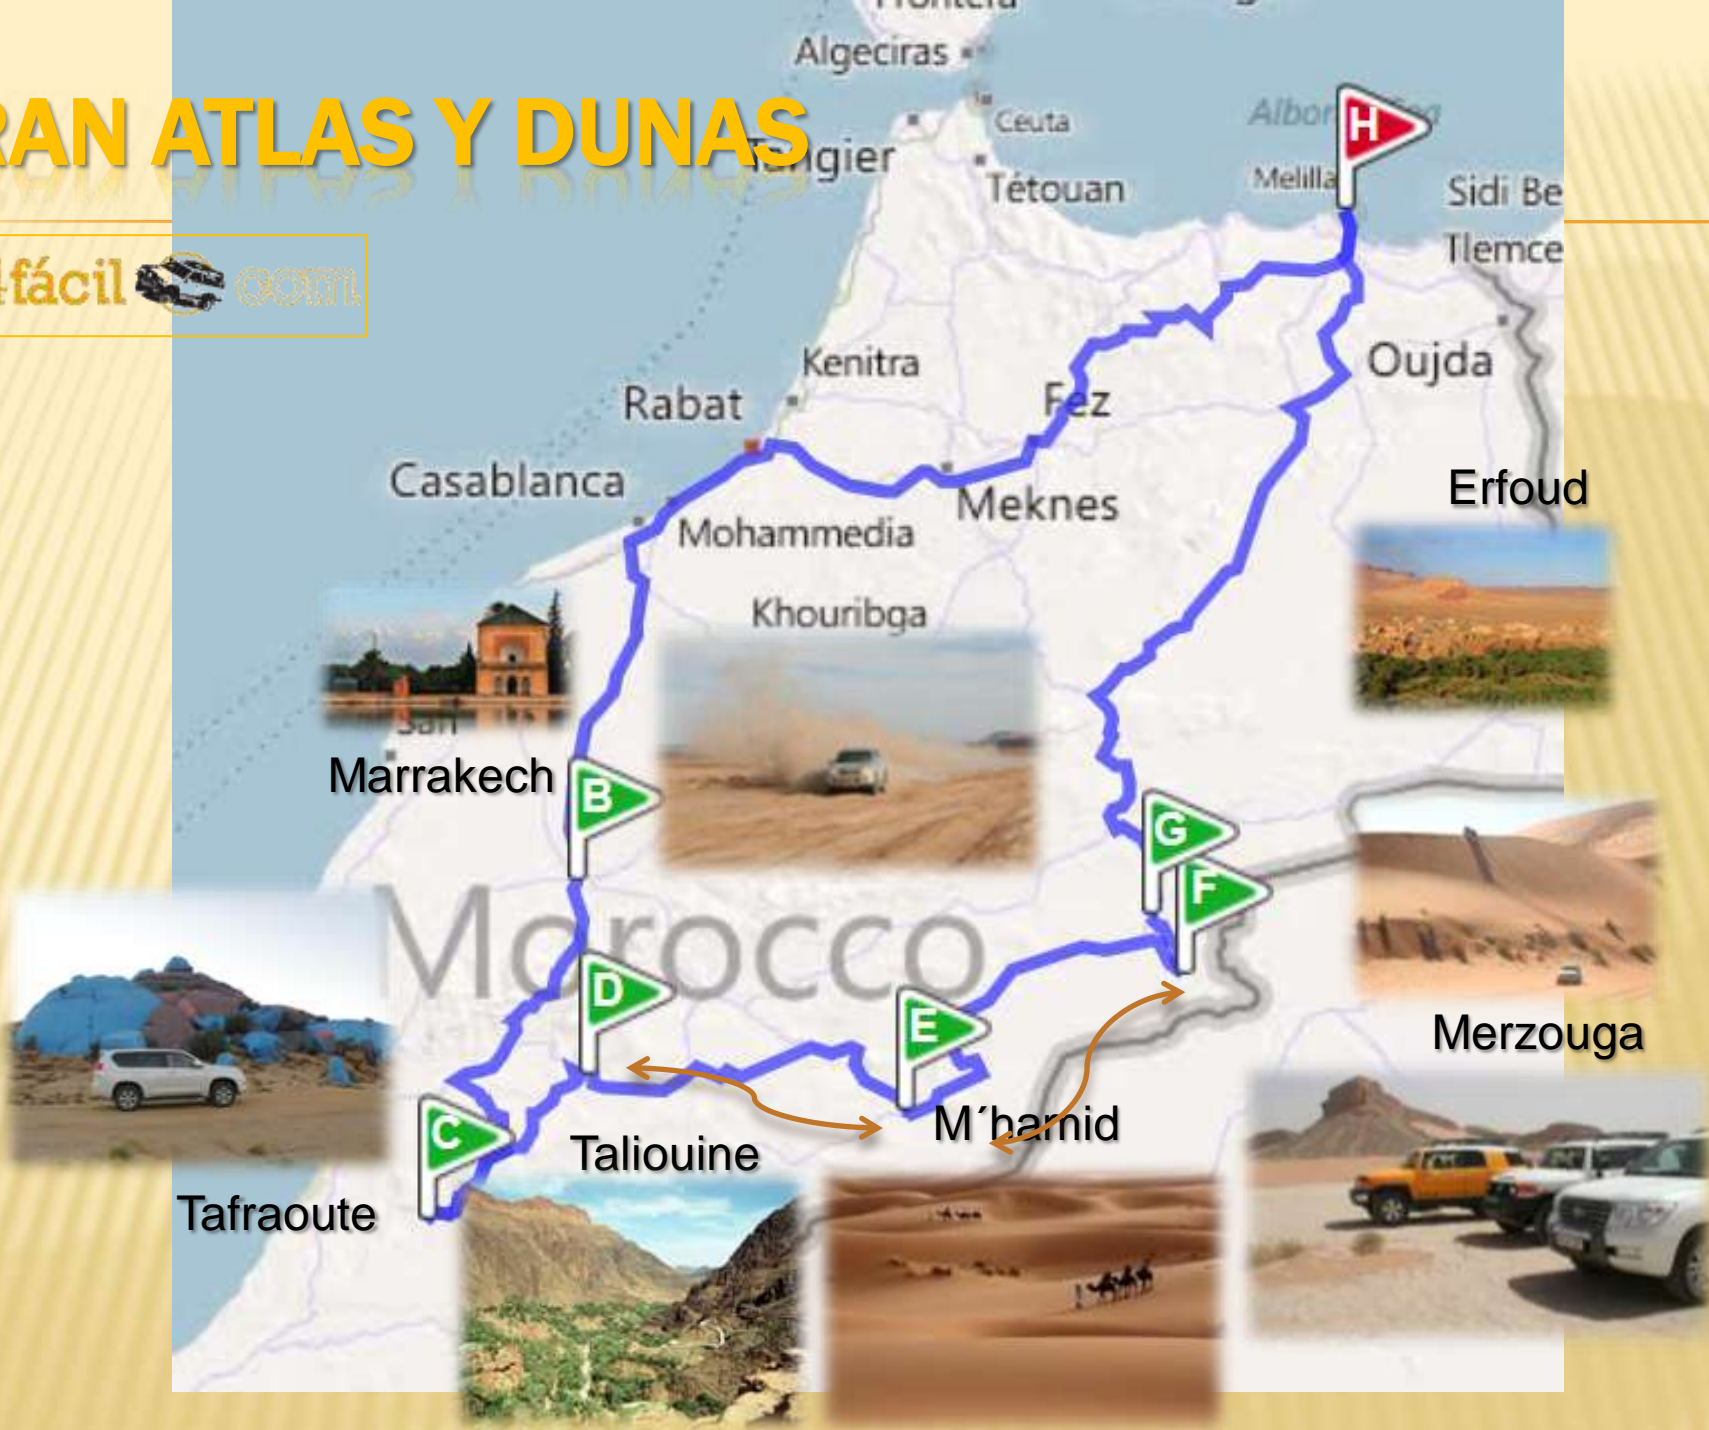 Algeciras
RAN ATLAS Y DUNAS
Ceuta
Tangier
Tétouan
Melilla
H
Sidi Be
Tlemce
fácil
com
Kenitra
Oujda
Rabat
Fez
Casablanca
Erfoud
Meknes
Mohammedia
Khouribga
Marrakech
B
G
F
Morocco
D
E
Merzouga
C
M´hamid
Taliouine
Tafraoute